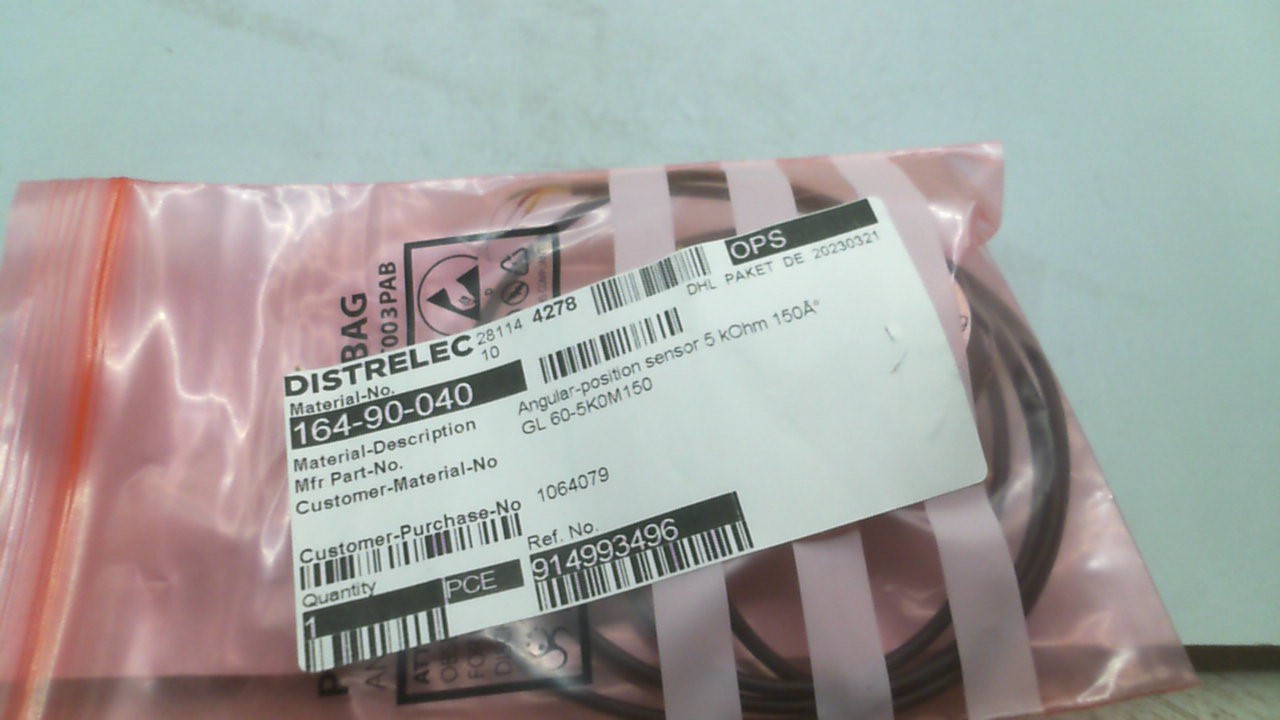 BAG
T003PAB
DISTRELEC
28114 4278
10
OPS
DHL PAKET DE 20230321
Material-No.
164-90-040
Material-Description
Angular-position sensor 5 kOhm 150Å°
Mfr Part-No.
GL 60-5K0M150
Customer-Material-No
Customer-Purchase-No
1064079
Quantity
1
PCE
Ref. No.
914993496